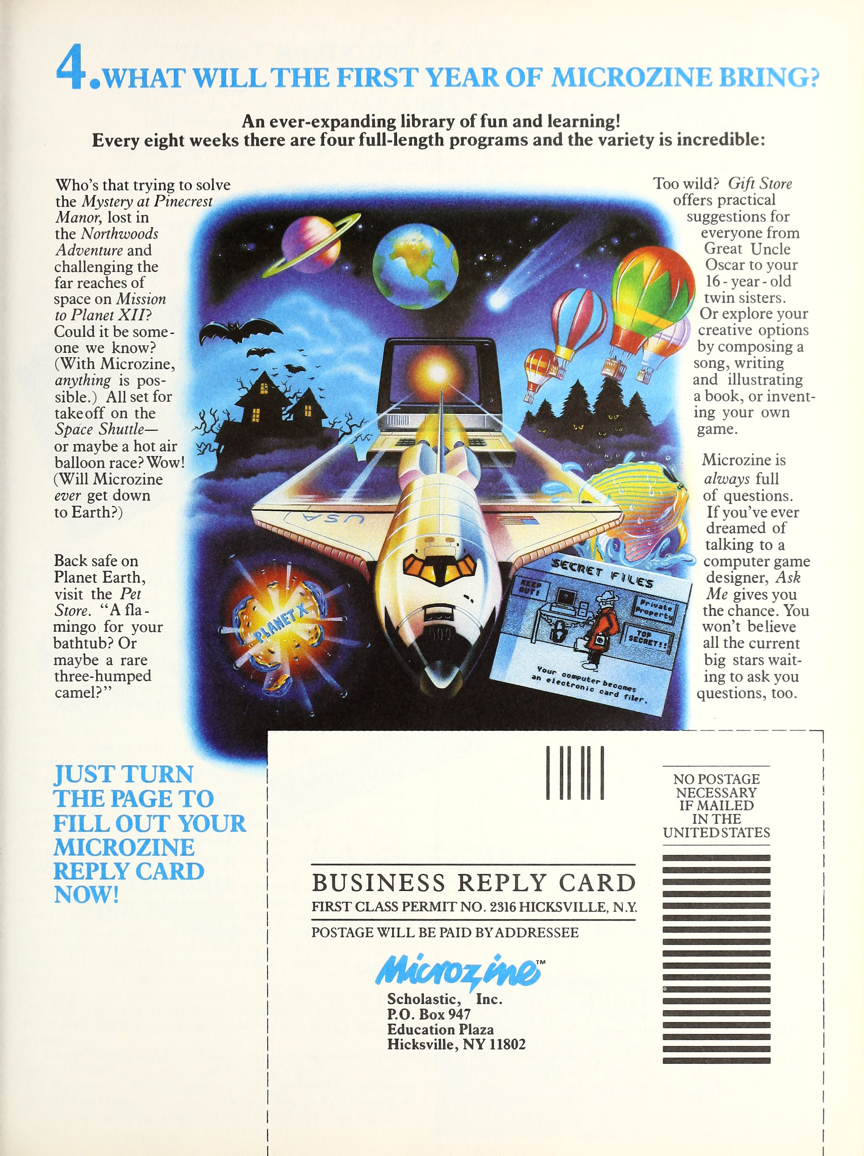 4. WHAT WILL THE FIRST YEAR OF MICROZINE BRING?
An ever-expanding library of fun and learning!
Every eight weeks there are four full-length programs and the variety is incredible:
Who's that trying to solve
the Mystery at Pinecrest
Manor, lost in
the Northwoods
Adventure and
challenging the
far reaches of
space on Mission
to Planet XII?
Could it be some-
one we know?
(With Microzine,
anything is pos-
sible.) All set for
takeoff on the
Space Shuttle—
or maybe a hot air
balloon race? Wow!
(Will Microzine
ever get down
to Earth?)
Back safe on
Planet Earth,
visit the Pet
Store. “A fla-
mingo for your
bathtub? Or
maybe a rare
three-humped
camel?”
Too wild? Gift Store
offers practical
suggestions for
everyone from
Great Uncle
Oscar to your
16-year-old
twin sisters.
Or explore your
creative options
by composing a
song, writing
and illustrating
a book, or invent-
ing your own
game.
Microzine is
always full
of questions.
If you've ever
dreamed of
talking to a
computer game
designer, Ask
Me gives you
the chance. You
won't believe
all the current
big stars wait-
ing to ask you
questions, too.
USA
PLANET X
SECRET FILES
KEEP
OUT!
Private
Property
TOP
SECRET!!
Your computer becomes
an electronic card filer.
JUST TURN
THE PAGE TO
FILL OUT YOUR
MICROZINE
REPLY CARD
NOW!
NO POSTAGE
NECESSARY
IF MAILED
IN THE
UNITED STATES
BUSINESS REPLY CARD
FIRST CLASS PERMIT NO. 2316 HICKSVILLE, N.Y.
POSTAGE WILL BE PAID BY ADDRESSEE
Microzine™
Scholastic, Inc.
P.O. Box 947
Education Plaza
Hicksville, NY 11802